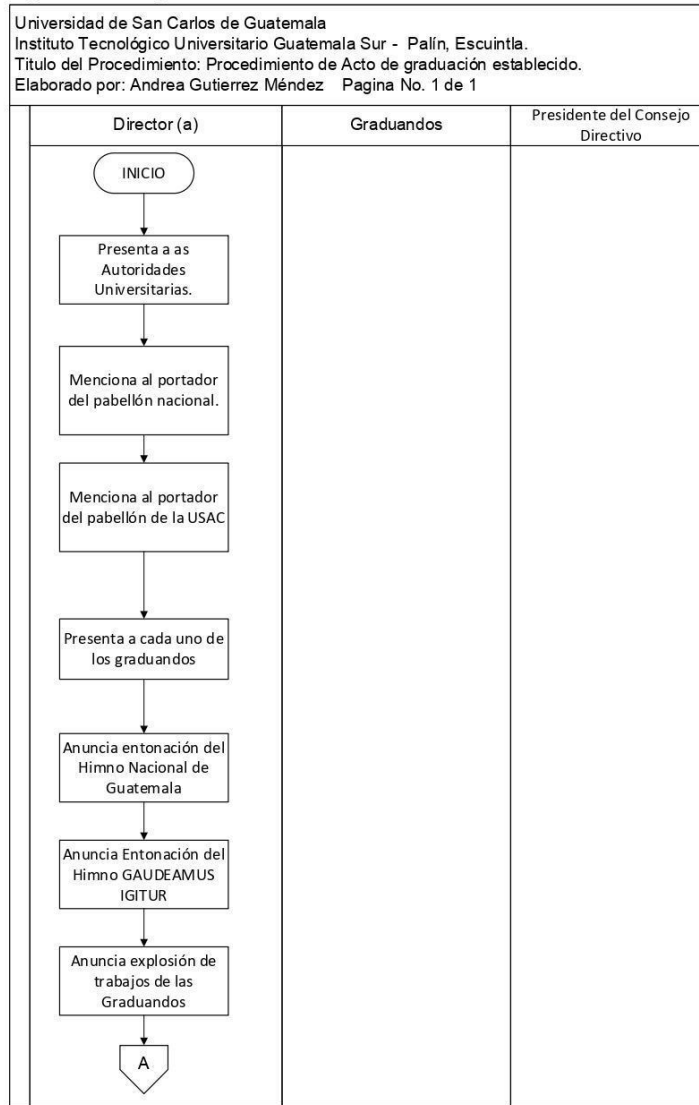 Universidad de San Carlos de Guatemala
Instituto Tecnológico Universitario Guatemala Sur - Palín, Escuintla.
Titulo del Procedimiento: Procedimiento de Acto de graduación establecido.
Elaborado por: Andrea Gutierrez Méndez Pagina No. 1 de 1
Director (a)
Graduandos
Presidente del Consejo
Directivo
INICIO
Presenta a as
Autoridades
Universitarias.
Menciona al portador
del pabellón nacional.
Menciona al portador
del pabellón de la USAC
Presenta a cada uno de
los graduandos
Anuncia entonación del
Himno Nacional de
Guatemala
Anuncia Entonación del
Himno GAUDEAMUS
IGITUR
Anuncia explosión de
trabajos de las
Graduandos
A